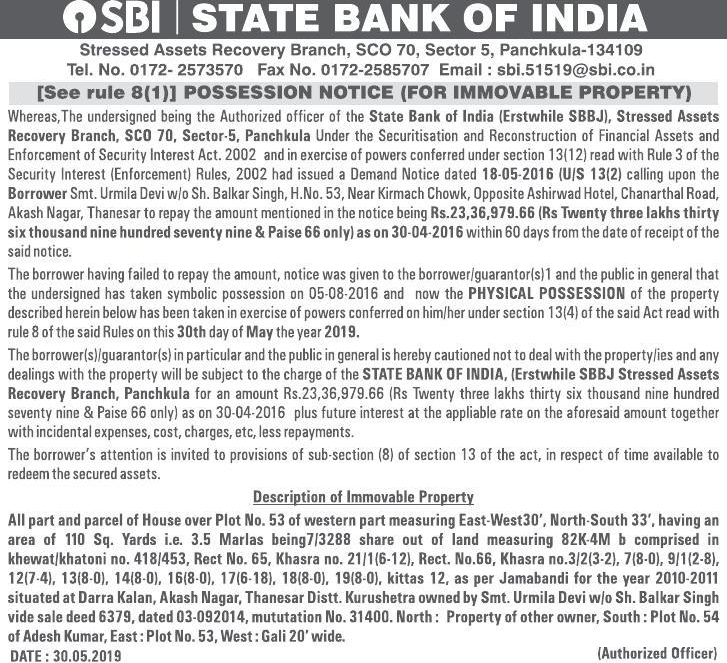 SBI STATE BANK OF INDIA
Stressed Assets Recovery Branch, SCO 70, Sector 5, Panchkula-134109
Tel. No. 0172- 2573570 Fax No. 0172-2585707 Email : sbi.51519@sbi.co.in
[See rule 8(1)] POSSESSION NOTICE (FOR IMMOVABLE PROPERTY)
Whereas,The undersigned being the Authorized officer of the State Bank of India (Erstwhile SBBJ), Stressed Assets
Recovery Branch, SCO 70, Sector-5, Panchkula Under the Securitisation and Reconstruction of Financial Assets and
Enforcement of Security Interest Act. 2002 and in exercise of powers conferred under section 13(12) read with Rule 3 of the
Security Interest (Enforcement) Rules, 2002 had issued a Demand Notice dated 18-05-2016 (U/S 13(2) calling upon the
Borrower Smt. Urmila Devi w/o Sh. Balkar Singh, H.No. 53, Near Kirmach Chowk, Opposite Ashirwad Hotel, Chanarthal Road,
Akash Nagar, Thanesar to repay the amount mentioned in the notice being Rs.23,36,979.66 (Rs Twenty three lakhs thirty
six thousand nine hundred seventy nine & Paise 66 only) as on 30-04-2016 within 60 days from the date of receipt of the
said notice.
The borrower having failed to repay the amount, notice was given to the borrower/guarantor(s)1 and the public in general that
the undersigned has taken symbolic possession on 05-08-2016 and now the PHYSICAL POSSESSION of the property
described herein below has been taken in exercise of powers conferred on him/her under section 13(4) of the said Act read with
rule 8 of the said Rules on this 30th day of May the year 2019.
The borrower(s)/guarantor(s) in particular and the public in general is hereby cautioned not to deal with the property/ies and any
dealings with the property will be subject to the charge of the STATE BANK OF INDIA, (Erstwhile SBBJ Stressed Assets
Recovery Branch, Panchkula for an amount Rs.23,36,979.66 (Rs Twenty three lakhs thirty six thousand nine hundred
seventy nine & Paise 66 only) as on 30-04-2016 plus future interest at the appliable rate on the aforesaid amount together
with incidental expenses, cost, charges, etc, less repayments.
The borrower's attention is invited to provisions of sub-section (8) of section 13 of the act, in respect of time available to
redeem the secured assets.
Description of Immovable Property
All part and parcel of House over Plot No. 53 of western part measuring East-West30', North-South 33', having an
area of 110 Sq. Yards i.e. 3.5 Marlas being7/3288 share out of land measuring 82K-4M b comprised in
khewat/khatoni no. 418/453, Rect No. 65, Khasra no. 21/1(6-12), Rect. No.66, Khasra no.3/2(3-2), 7(8-0), 9/1(2-8),
12(7-4), 13(8-0), 14(8-0), 16(8-0), 17(6-18), 18(8-0), 19(8-0), kittas 12, as per Jamabandi for the year 2010-2011
situated at Darra Kalan, Akash Nagar, Thanesar Distt. Kurushetra owned by Smt. Urmila Devi w/o Sh. Balkar Singh
vide sale deed 6379, dated 03-092014, mututation No. 31400. North : Property of other owner, South : Plot No. 54
of Adesh Kumar, East : Plot No. 53, West : Gali 20' wide.
DATE : 30.05.2019 (Authorized Officer)